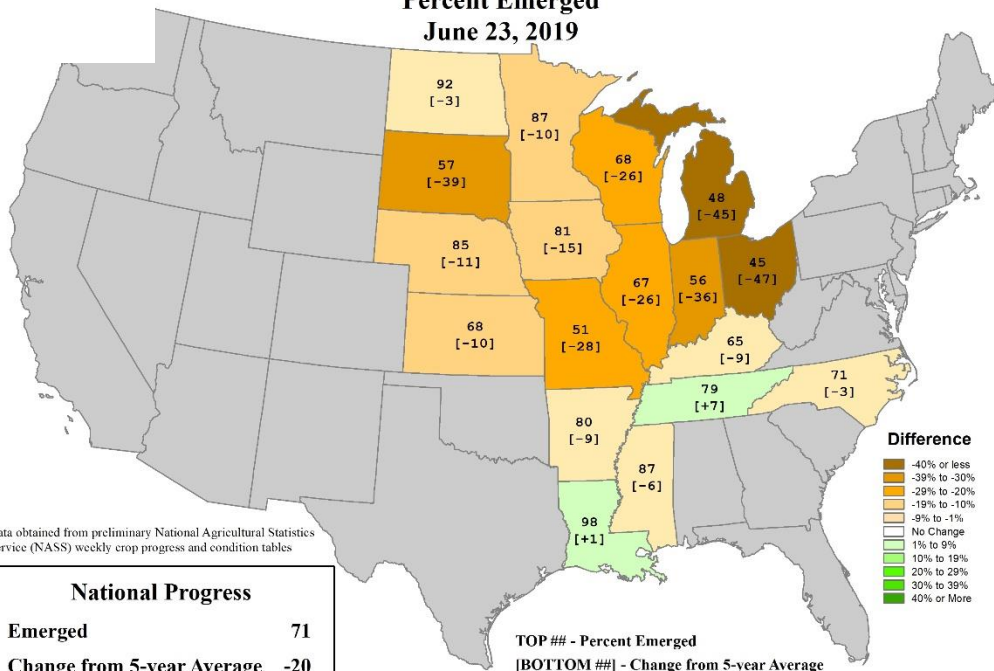 Percent Emerged
June 23, 2019
92
[-3]
87
[-10]
57
[-39]
68
[-26]
48
[-45]
85
[-11]
81
[-15]
67
[-26]
56
[-36]
45
[-47]
68
[-10]
51
[-28]
65
[-9]
79
[+7]
71
[-3]
80
[-9]
87
[-6]
98
[+1]
Difference
-40% or less
-39% to -30%
-29% to -20%
-19% to -10%
-9% to -1%
No Change
1% to 9%
10% to 19%
20% to 29%
30% to 39%
40% or More
obtained from preliminary National Agricultural Statistics
(NASS) weekly crop progress and condition tables
National Progress
Emerged 71
Change from 5-year Average -20
TOP ## - Percent Emerged
[BOTTOM ##] - Change from 5-year Average